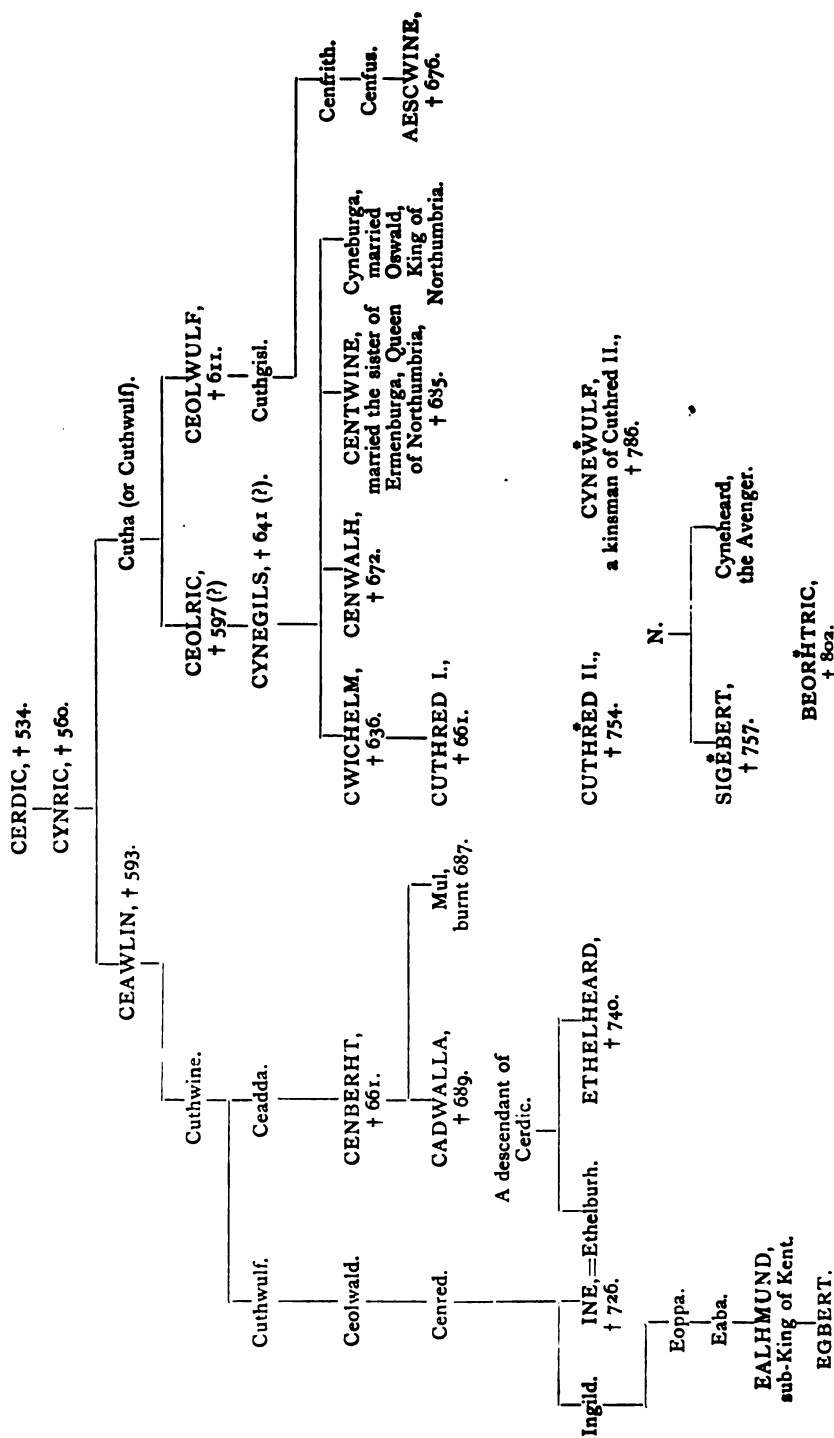 CERDIC, † 534.
CYNRIC, † 560.
CEAWLIN, † 593.
Cutha (or Cuthwulf).
Cuthwine.
CEOLRIC,
† 597 (?)
CEOLWULF,
† 611.
Cuthwulf.
Ceadda.
CYNEGILS, † 641 (?).
Cuthgisl.
Ceolwald.
CENBERHT,
† 661.
CWICHELM,
† 636.
CENWALH,
† 672.
CENTWINE,
married the sister of
Ermenburga, Queen
of Northumbria,
† 685.
Cyneburga,
married
Oswald,
King of
Northumbria.
Cenfrith.
Cenfus.
AESCWINE,
† 676.
Cenred.
CADWALLA,
† 689.
Mul,
burnt 687.
CUTHRED I.,
† 661.
A descendant of
Cerdic.
Ingild.
INE,=Ethelburh.
† 726.
ETHELHEARD,
† 740.
CUTHRED* II.,
† 754.
CYNEWULF,*
a kinsman of Cuthred II.,
† 786.
Eoppa.
Eaba.
EALHMUND,
sub-King of Kent.
EGBERT.
N.
SIGEBERT,*
† 757.
Cyneheard,
the Avenger.
BEORHTRIC,*
† 802.